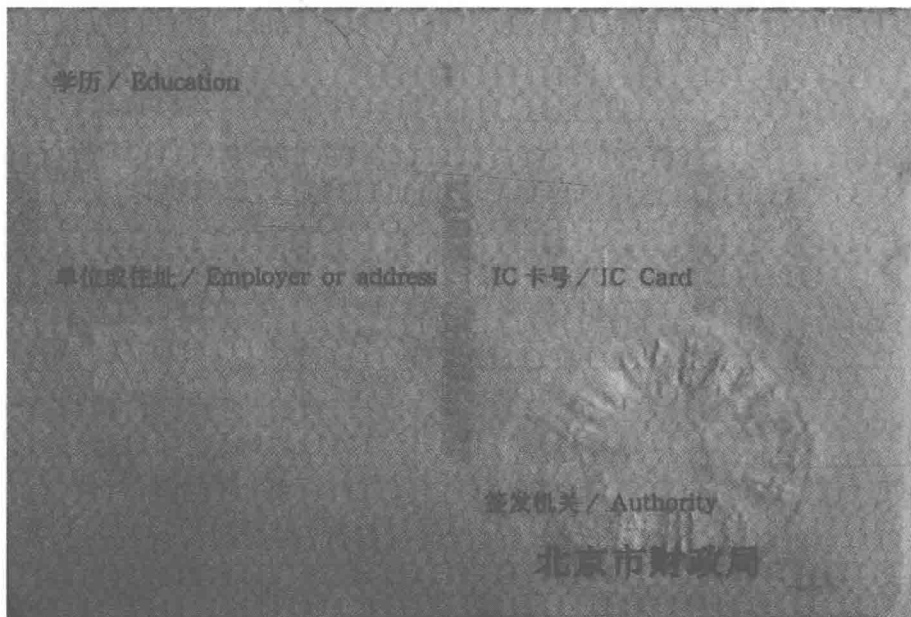 学历 / Education
单位或住址 / Employer or address
IC 卡号 / IC Card
签发机关 / Authority
北京市财政局